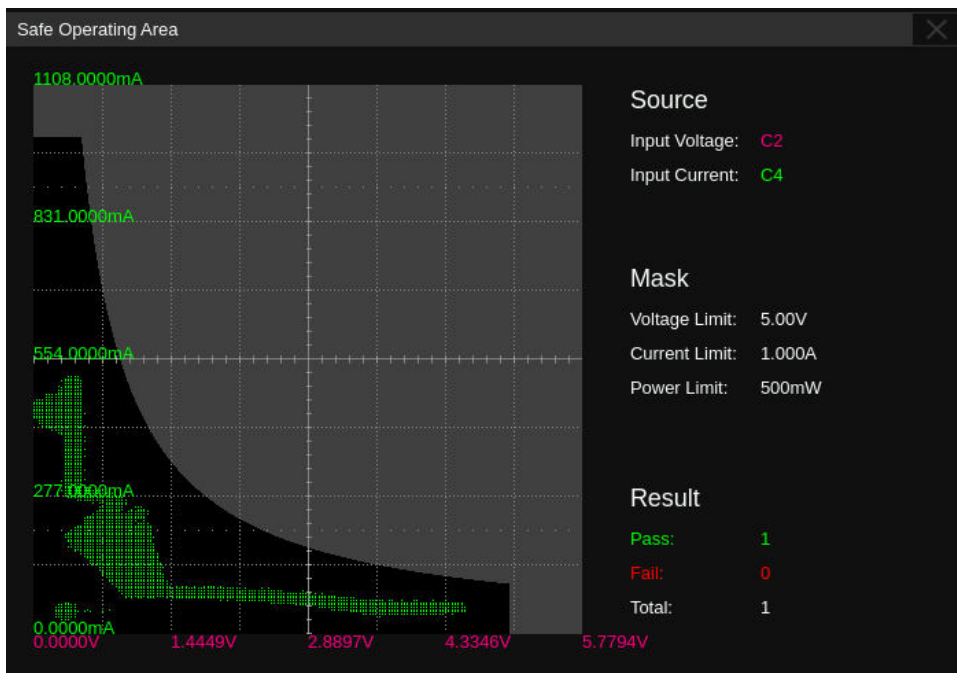 Safe Operating Area
1108.0000mA
831.0000mA
554.0000mA
277.0000mA
0.0000mA
0.0000V 1.4449V 2.8897V 4.3346V 5.7794V
Source
Input Voltage: C2
Input Current: C4
Mask
Voltage Limit: 5.00V
Current Limit: 1.000A
Power Limit: 500mW
Result
Pass: 1
Fail: 0
Total: 1